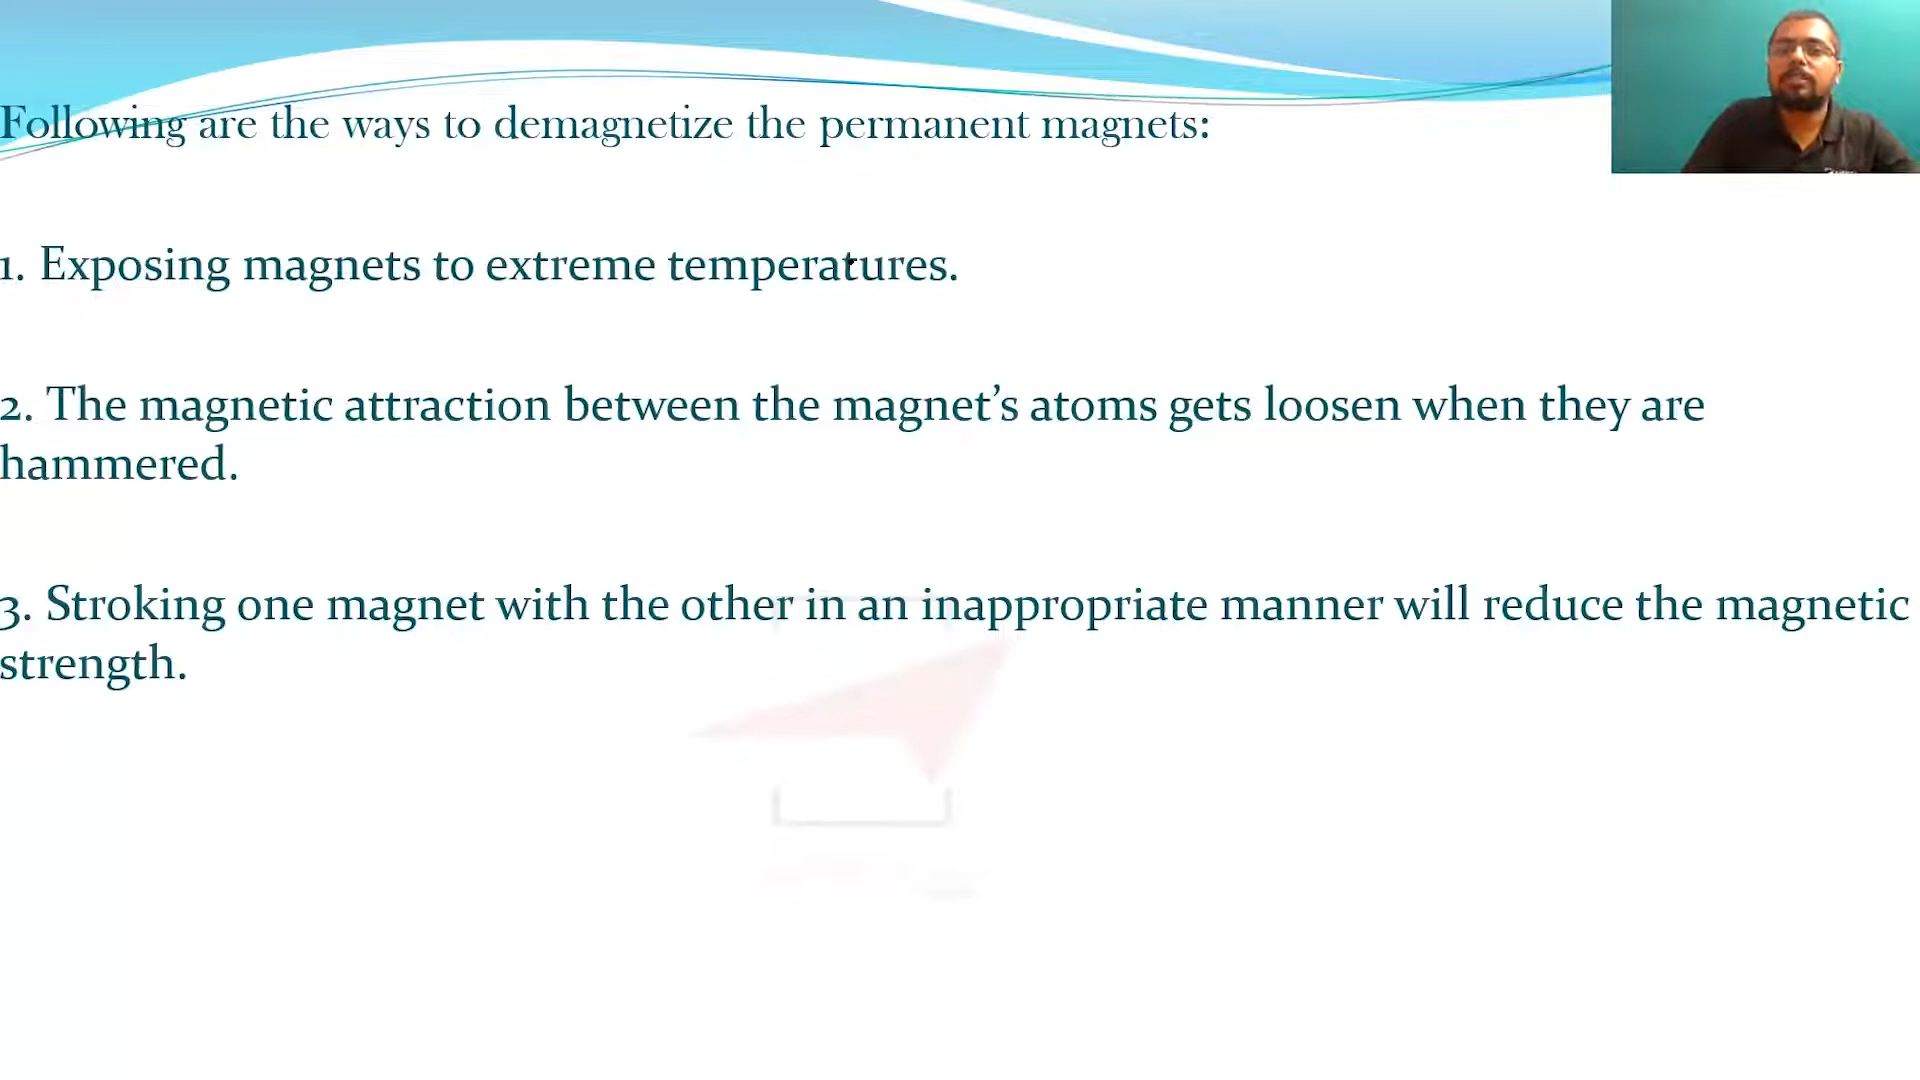 Following are the ways to demagnetize the permanent magnets:
1. Exposing magnets to extreme temperatures.
2. The magnetic attraction between the magnet’s atoms gets loosen when they are
hammered.
3. Stroking one magnet with the other in an inappropriate manner will reduce the magnetic
strength.